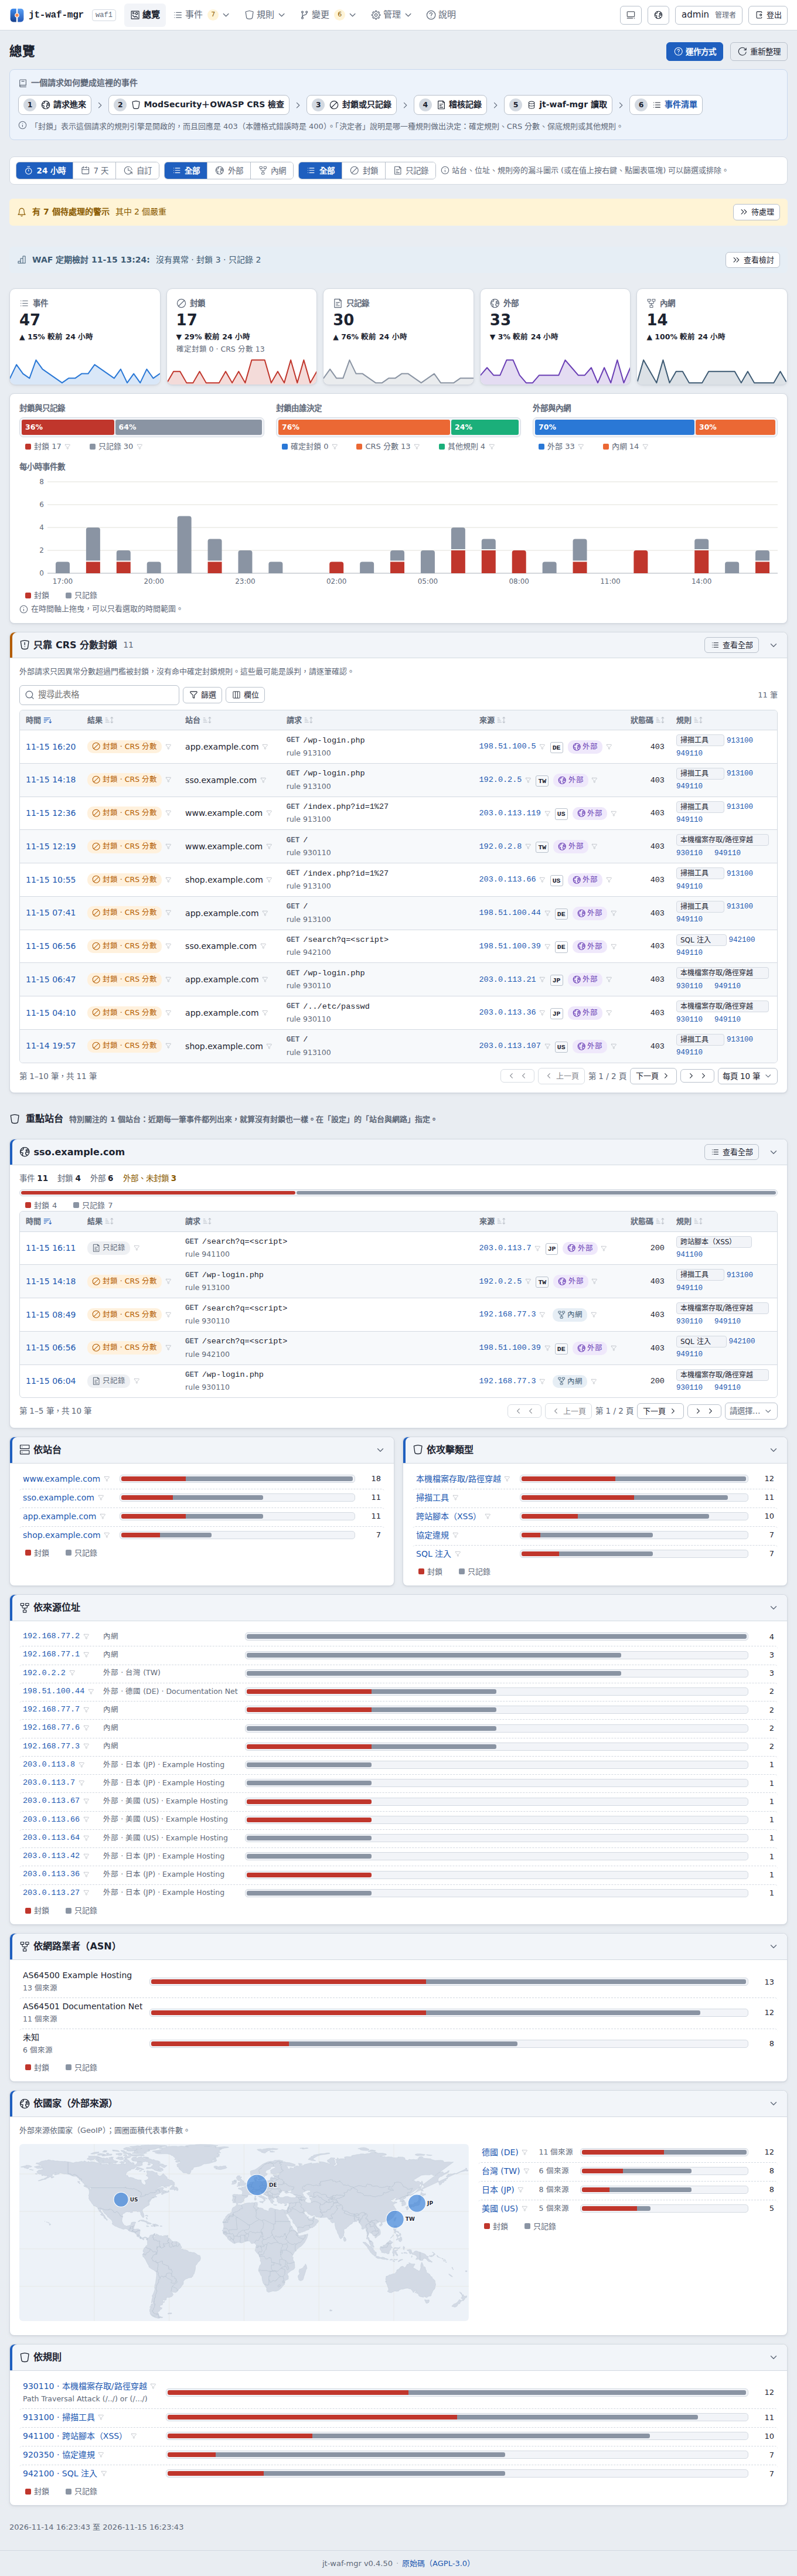 jt-waf-mgr waf1 總覽 事件 7 規則 變更 6 管理 說明 admin 管理者 登出
總覽 運作方式 重新整理
一個請求如何變成這裡的事件
1 請求進來 2 ModSecurity+OWASP CRS 檢查 3 封鎖或只記錄 4 稽核記錄 5 jt-waf-mgr 讀取 6 事件清單
「封鎖」表示這個請求的規則引擎是開啟的，而且回應是 403（本體格式錯誤時是 400）。「決定者」說明是哪一種規則做出決定：確定規則、CRS 分數、保底規則或其他規則。
24 小時 7 天 自訂 全部 外部 內網 全部 封鎖 只記錄 站台、位址、規則旁的漏斗圖示 (或在值上按右鍵、點圖表區塊) 可以篩選或排除。
有 7 個待處理的警示 其中 2 個嚴重 待處理
WAF 定期檢討 11-15 13:24: 沒有異常 · 封鎖 3 · 只記錄 2 查看檢討
事件 封鎖 只記錄 外部 內網
47 17 30 33 14
▲ 15% 較前 24 小時 ▼ 29% 較前 24 小時 ▲ 76% 較前 24 小時 ▼ 3% 較前 24 小時 ▲ 100% 較前 24 小時
確定封鎖 0 · CRS 分數 13
封鎖與只記錄 封鎖由誰決定 外部與內網
36% 64% 76% 24% 70% 30%
封鎖 17 只記錄 30 確定封鎖 0 CRS 分數 13 其他規則 4 外部 33 內網 14
每小時事件數
8
6
4
2
0
17:00 20:00 23:00 02:00 05:00 08:00 11:00 14:00
封鎖 只記錄
在時間軸上拖曳，可以只看選取的時間範圍。
只靠 CRS 分數封鎖 11 查看全部
外部請求只因異常分數超過門檻被封鎖，沒有命中確定封鎖規則。這些最可能是誤判，請逐筆確認。
搜尋此表格 篩選 欄位 11 筆
時間 結果 站台 請求 來源 狀態碼 規則
11-15 16:20 封鎖 · CRS 分數 app.example.com GET /wp-login.php rule 913100 198.51.100.5 DE 外部 403 掃描工具 913100 949110
11-15 14:18 封鎖 · CRS 分數 sso.example.com GET /wp-login.php rule 913100 192.0.2.5 TW 外部 403 掃描工具 913100 949110
11-15 12:36 封鎖 · CRS 分數 www.example.com GET /index.php?id=1%27 rule 913100 203.0.113.119 US 外部 403 掃描工具 913100 949110
11-15 12:19 封鎖 · CRS 分數 www.example.com GET / rule 930110 192.0.2.8 TW 外部 403 本機檔案存取/路徑穿越 930110 949110
11-15 10:55 封鎖 · CRS 分數 shop.example.com GET /index.php?id=1%27 rule 913100 203.0.113.66 US 外部 403 掃描工具 913100 949110
11-15 07:41 封鎖 · CRS 分數 app.example.com GET / rule 913100 198.51.100.44 DE 外部 403 掃描工具 913100 949110
11-15 06:56 封鎖 · CRS 分數 sso.example.com GET /search?q=<script> rule 942100 198.51.100.39 DE 外部 403 SQL 注入 942100 949110
11-15 06:47 封鎖 · CRS 分數 app.example.com GET /wp-login.php rule 930110 203.0.113.21 JP 外部 403 本機檔案存取/路徑穿越 930110 949110
11-15 04:10 封鎖 · CRS 分數 app.example.com GET /../etc/passwd rule 930110 203.0.113.36 JP 外部 403 本機檔案存取/路徑穿越 930110 949110
11-14 19:57 封鎖 · CRS 分數 shop.example.com GET / rule 913100 203.0.113.107 US 外部 403 掃描工具 913100 949110
第 1–10 筆，共 11 筆 上一頁 第 1 / 2 頁 下一頁 每頁 10 筆
重點站台 特別關注的 1 個站台：近期每一筆事件都列出來，就算沒有封鎖也一樣。在「設定」的「站台與網路」指定。
sso.example.com 查看全部
事件 11 封鎖 4 外部 6 外部、未封鎖 3
封鎖 4 只記錄 7
時間 結果 請求 來源 狀態碼 規則
11-15 16:11 只記錄 GET /search?q=<script> rule 941100 203.0.113.7 JP 外部 200 跨站腳本（XSS） 941100
11-15 14:18 封鎖 · CRS 分數 GET /wp-login.php rule 913100 192.0.2.5 TW 外部 403 掃描工具 913100 949110
11-15 08:49 封鎖 · CRS 分數 GET /search?q=<script> rule 930110 192.168.77.3 內網 403 本機檔案存取/路徑穿越 930110 949110
11-15 06:56 封鎖 · CRS 分數 GET /search?q=<script> rule 942100 198.51.100.39 DE 外部 403 SQL 注入 942100 949110
11-15 06:04 只記錄 GET /wp-login.php rule 930110 192.168.77.3 內網 200 本機檔案存取/路徑穿越 930110 949110
第 1–5 筆，共 10 筆 上一頁 第 1 / 2 頁 下一頁 請選擇...
依站台
www.example.com 18
sso.example.com 11
app.example.com 11
shop.example.com 7
封鎖 只記錄
依攻擊類型
本機檔案存取/路徑穿越 12
掃描工具 11
跨站腳本（XSS） 10
協定違規 7
SQL 注入 7
封鎖 只記錄
依來源位址
192.168.77.2 內網 4
192.168.77.1 內網 3
192.0.2.2 外部 · 台灣 (TW) 3
198.51.100.44 外部 · 德國 (DE) · Documentation Net 2
192.168.77.7 內網 2
192.168.77.6 內網 2
192.168.77.3 內網 2
203.0.113.8 外部 · 日本 (JP) · Example Hosting 1
203.0.113.7 外部 · 日本 (JP) · Example Hosting 1
203.0.113.67 外部 · 美國 (US) · Example Hosting 1
203.0.113.66 外部 · 美國 (US) · Example Hosting 1
203.0.113.64 外部 · 美國 (US) · Example Hosting 1
203.0.113.42 外部 · 日本 (JP) · Example Hosting 1
203.0.113.36 外部 · 日本 (JP) · Example Hosting 1
203.0.113.27 外部 · 日本 (JP) · Example Hosting 1
封鎖 只記錄
依網路業者（ASN）
AS64500 Example Hosting 13
13 個來源
AS64501 Documentation Net 12
11 個來源
未知 8
6 個來源
封鎖 只記錄
依國家（外部來源）
外部來源依國家（GeoIP）；圓圈面積代表事件數。
US DE JP TW
德國 (DE) 11 個來源 12
台灣 (TW) 6 個來源 8
日本 (JP) 8 個來源 8
美國 (US) 5 個來源 5
封鎖 只記錄
依規則
930110 · 本機檔案存取/路徑穿越 12
Path Traversal Attack (/../) or (/.../)
913100 · 掃描工具 11
941100 · 跨站腳本（XSS） 10
920350 · 協定違規 7
942100 · SQL 注入 7
封鎖 只記錄
2026-11-14 16:23:43 至 2026-11-15 16:23:43
jt-waf-mgr v0.4.50 · 原始碼（AGPL-3.0）